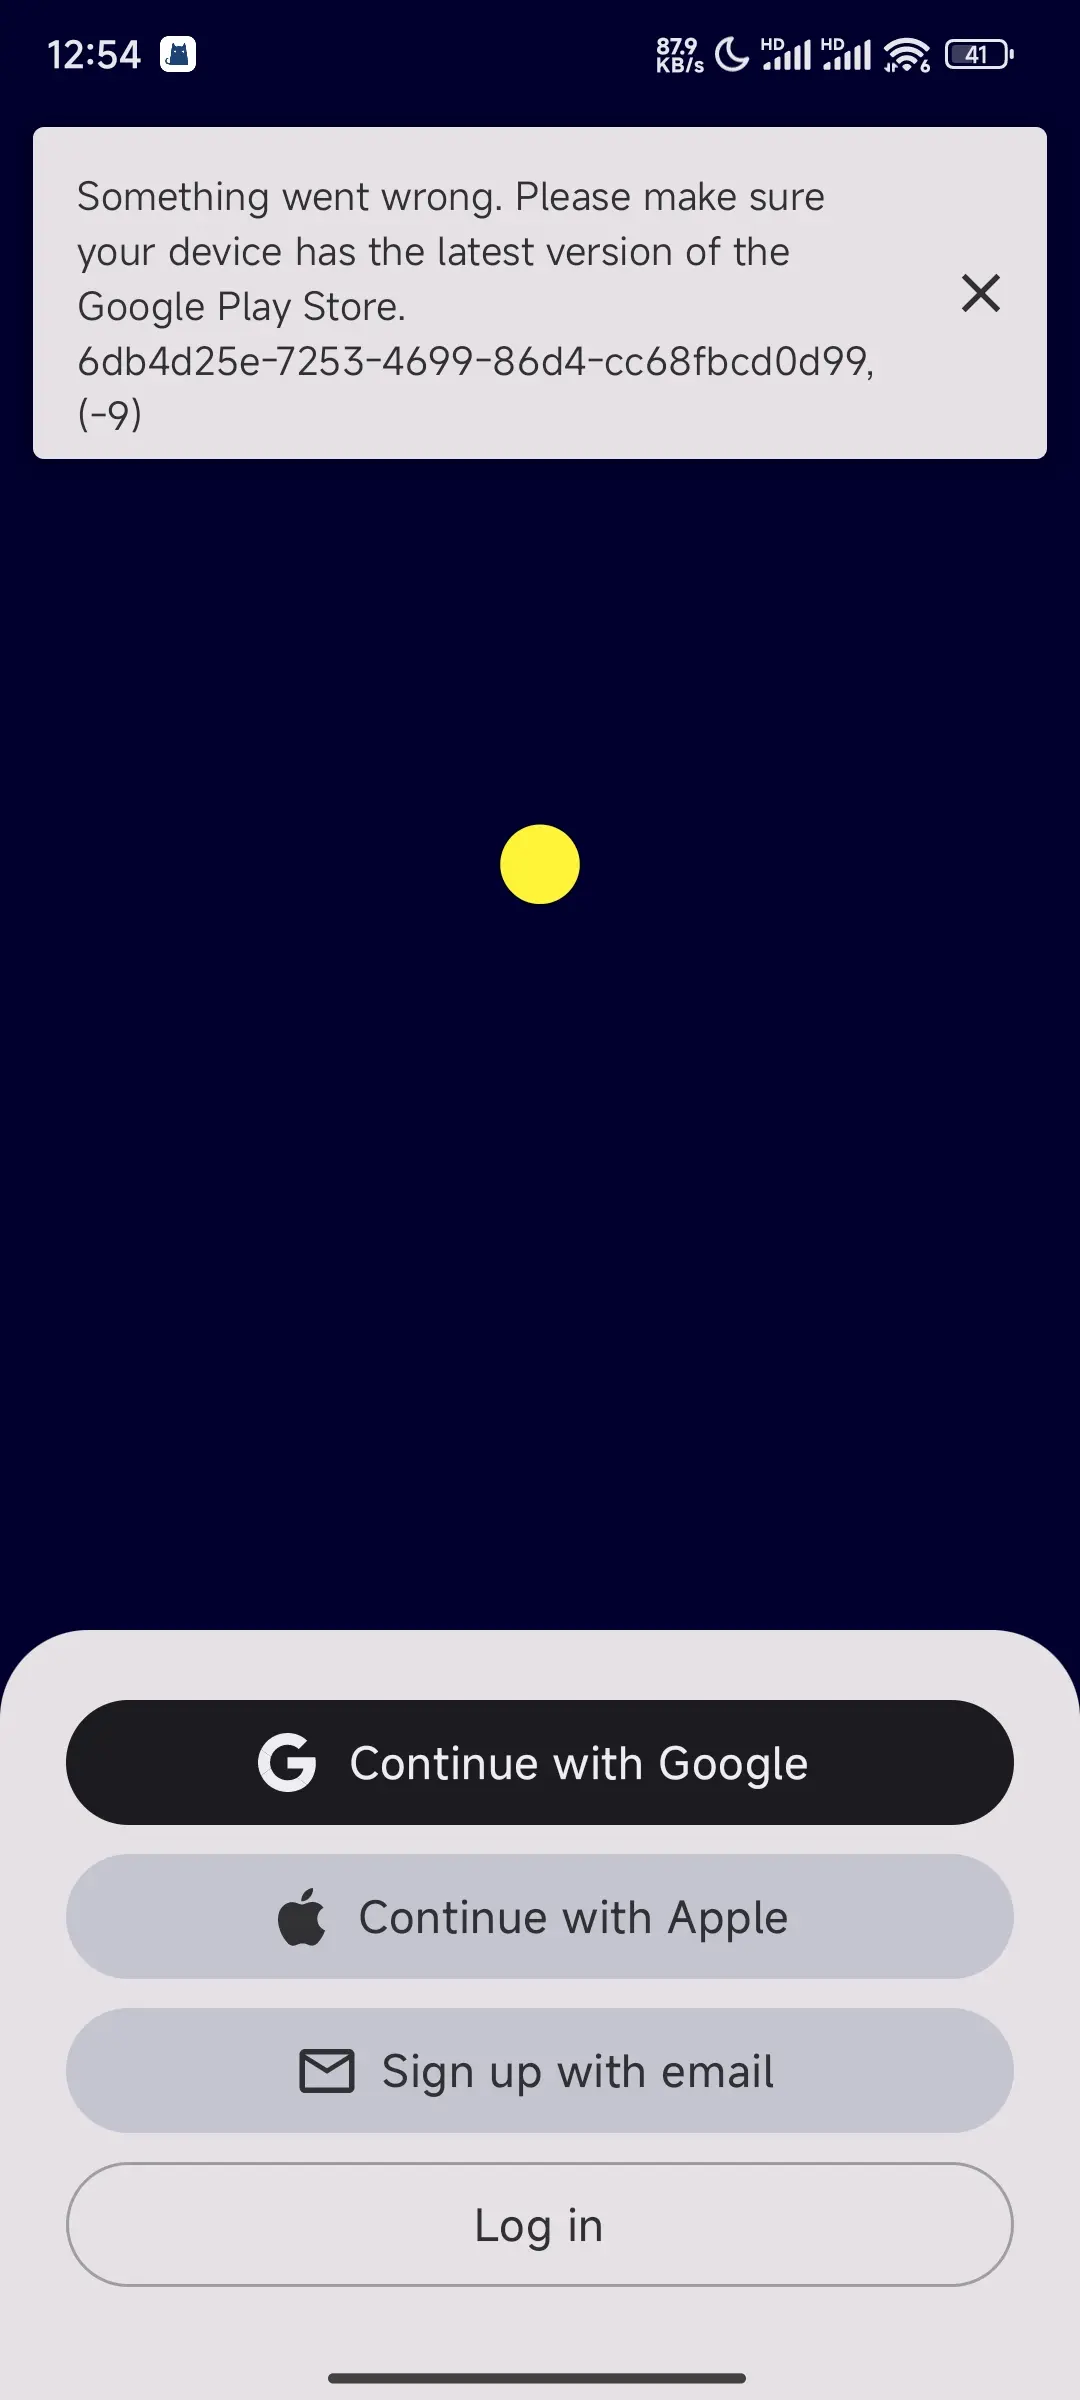 12:54
87.9
KB/s
HD
HD
6
41
Something went wrong. Please make sure
your device has the latest version of the
Google Play Store.
6db4d25e-7253-4699-86d4-cc68fbcd0d99,
(-9)
Continue with Google
Continue with Apple
Sign up with email
Log in